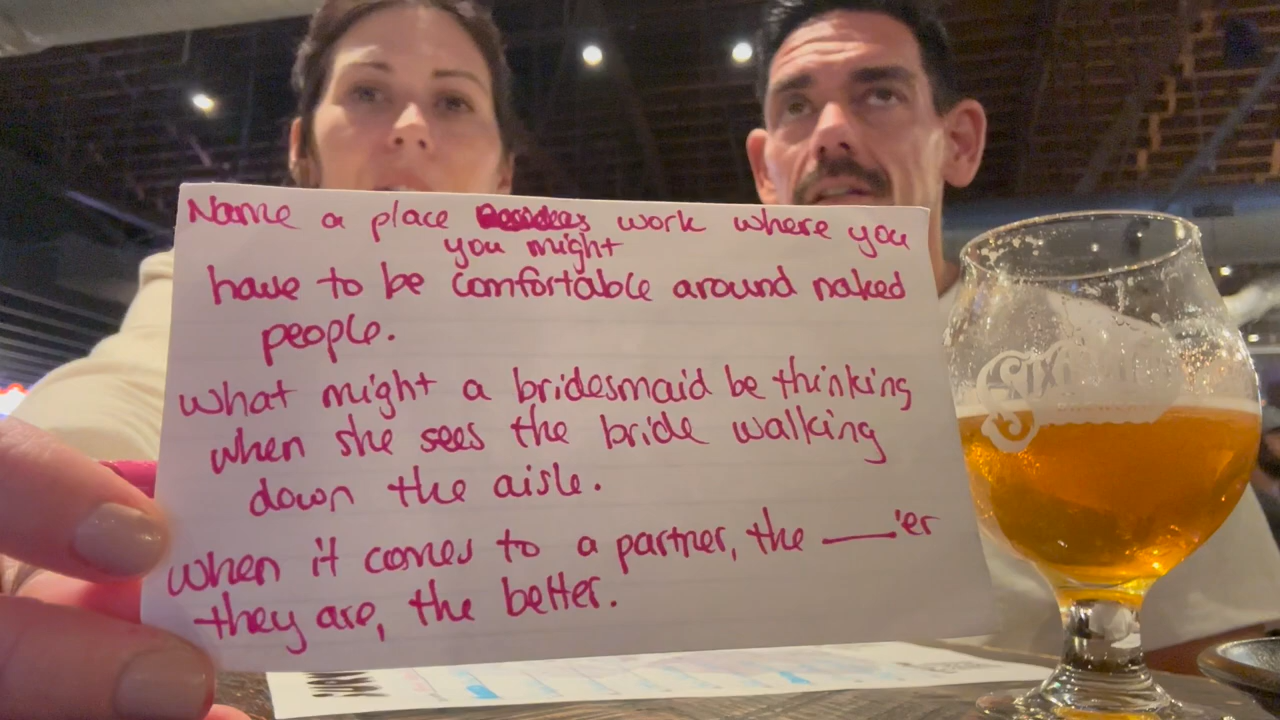 Name a place work where you
you might
have to be comfortable around naked
people.
What might a bridesmaid be thinking
when she sees the bride walking
down the aisle.
When it comes to a partner, the ___'er
they are, the better.